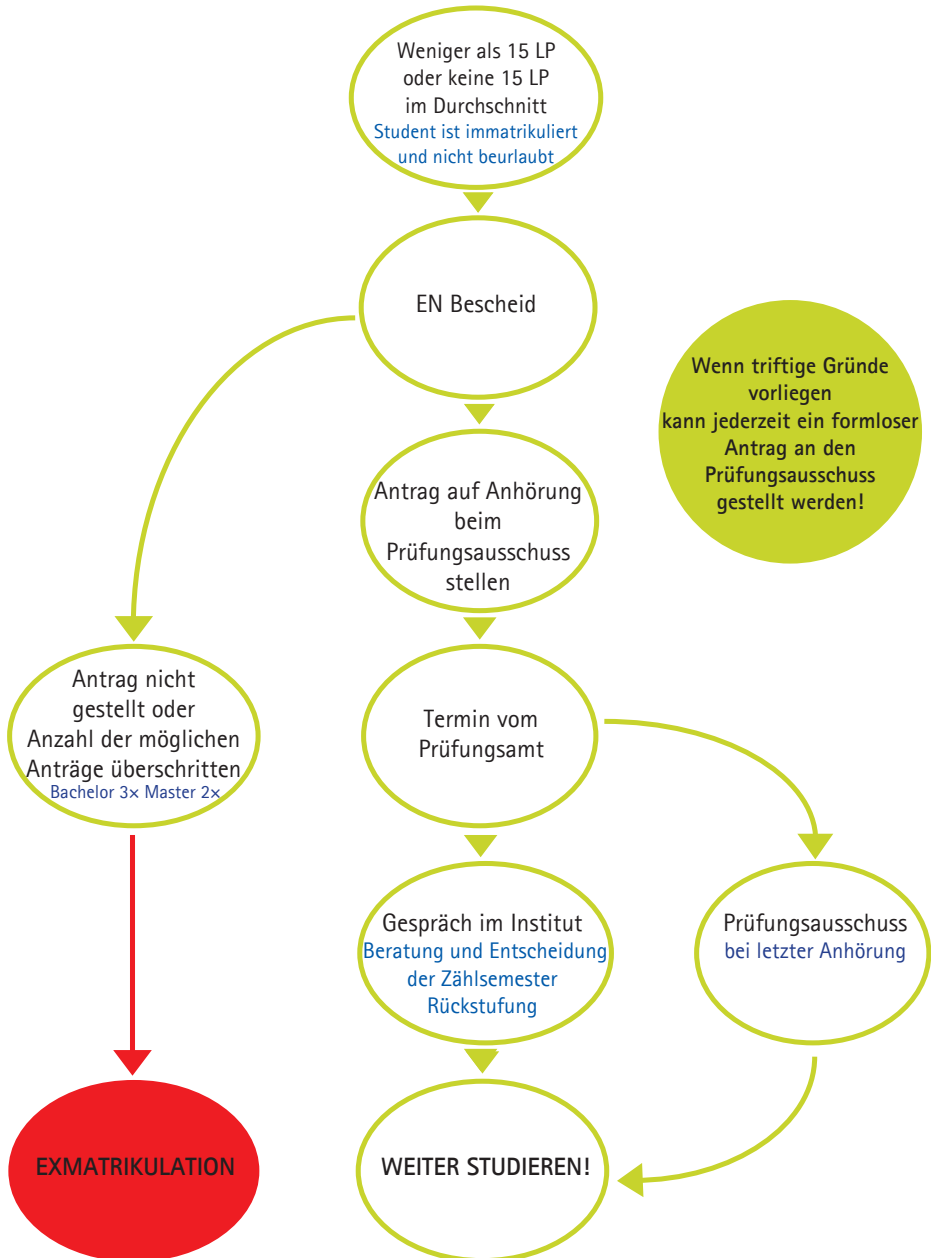 Weniger als 15 LP
oder keine 15 LP
im Durchschnitt
Student ist immatrikuliert
und nicht beurlaubt
EN Bescheid
Wenn triftige Gründe
vorliegen
kann jederzeit ein formloser
Antrag an den
Prüfungsausschuss
gestellt werden!
Antrag auf Anhörung
beim
Prüfungsausschuss
stellen
Antrag nicht
gestellt oder
Anzahl der möglichen
Anträge überschritten
Bachelor 3× Master 2×
Termin vom
Prüfungsamt
Gespräch im Institut
Beratung und Entscheidung
der Zählsemester
Rückstufung
Prüfungsausschuss
bei letzter Anhörung
EXMATRIKULATION
WEITER STUDIEREN!